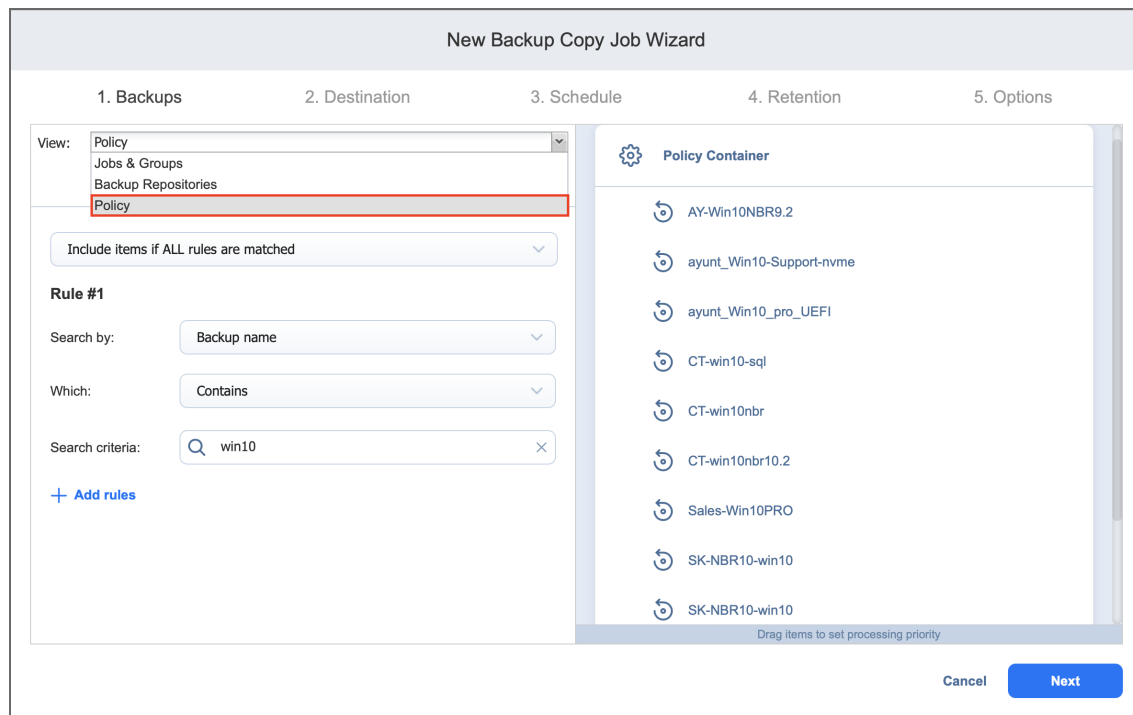 New Backup Copy Job Wizard
1. Backups
2. Destination
3. Schedule
4. Retention
5. Options
View:
Policy
Jobs & Groups
Backup Repositories
Policy
Include items if ALL rules are matched
Rule #1
Search by:
Backup name
Which:
Contains
Search criteria:
win10
Add rules
Policy Container
AY-Win10NBR9.2
ayunt_Win10-Support-nvme
ayunt_Win10_pro_UEFI
CT-win10-sql
CT-win10nbr
CT-win10nbr10.2
Sales-Win10PRO
SK-NBR10-win10
SK-NBR10-win10
Drag items to set processing priority
Cancel
Next